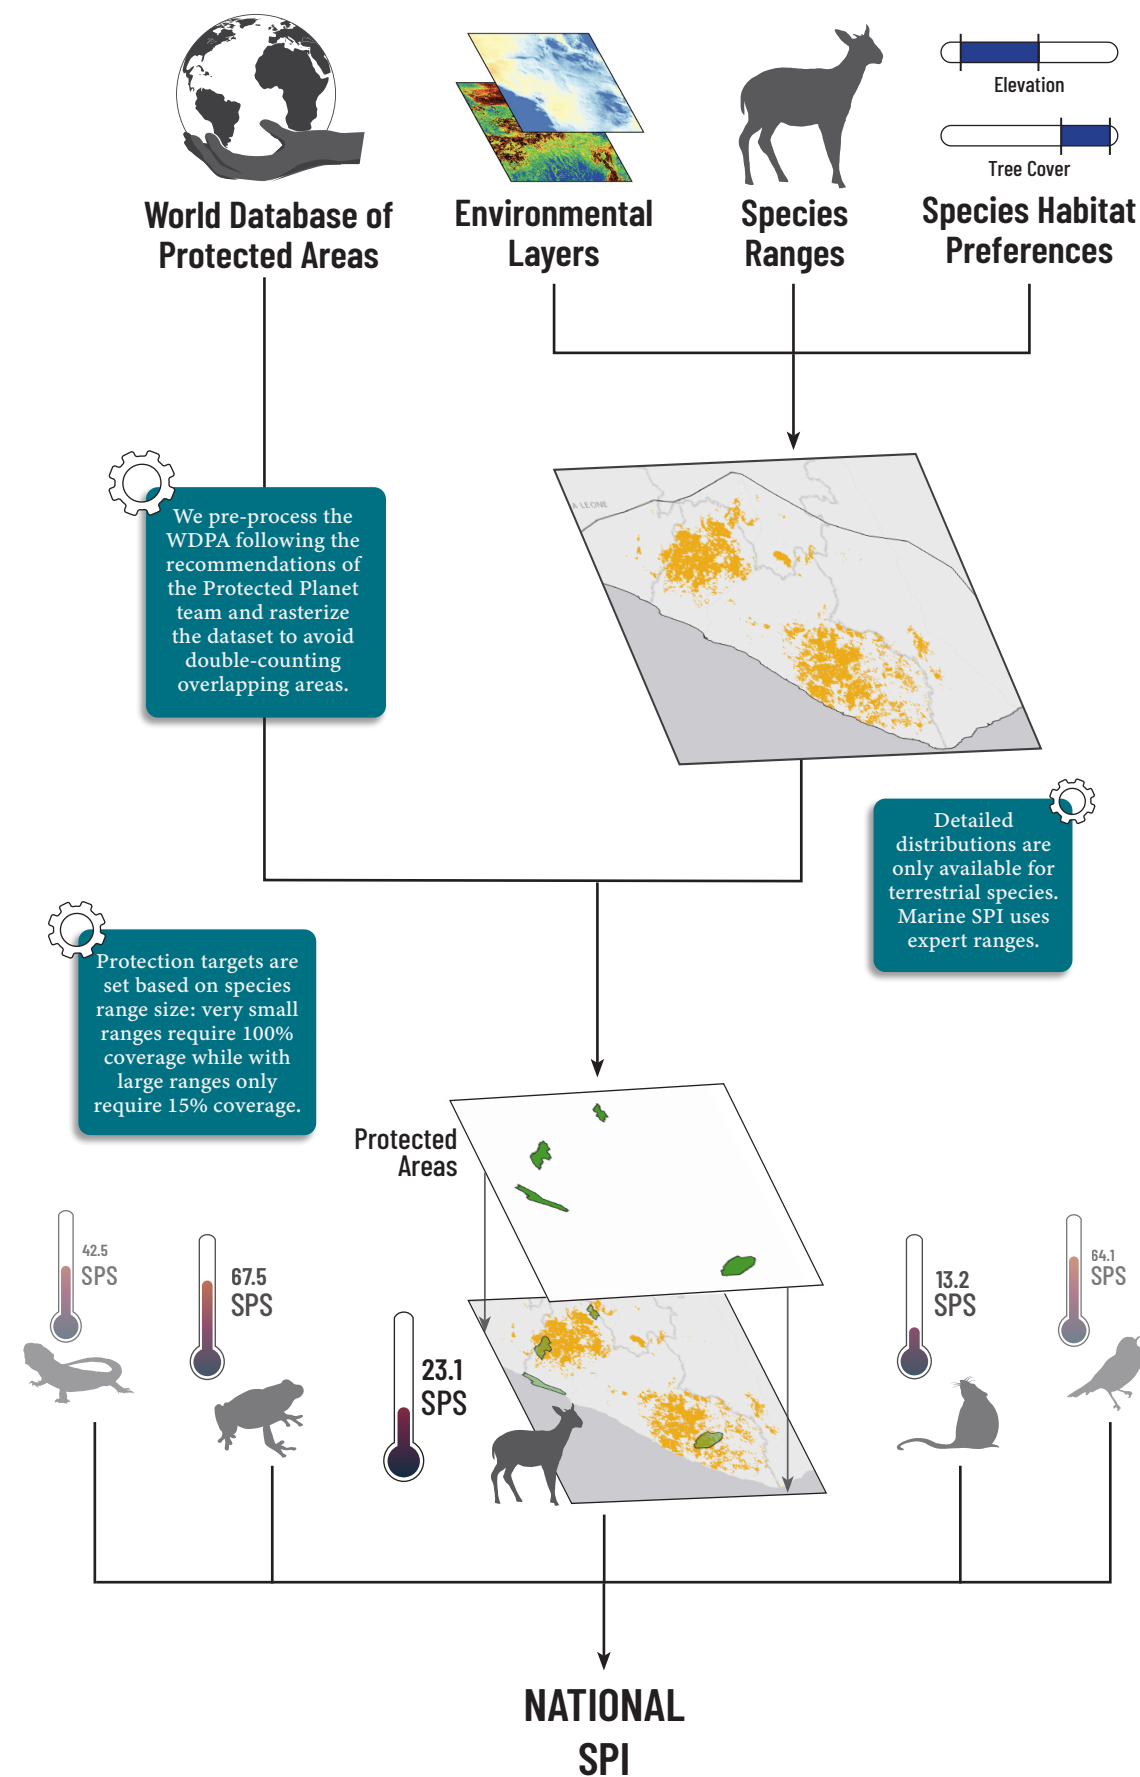 Elevation
Tree Cover
World Database of
Protected Areas
Environmental
Layers
Species
Ranges
Species Habitat
Preferences
We pre-process the
WDPA following the
recommendations of
the Protected Planet
team and rasterize
the dataset to avoid
double-counting
overlapping areas.
A LEONE
Detailed
distributions are
only available for
terrestrial species.
Marine SPI uses
expert ranges.
Protection targets are
set based on species
range size: very small
ranges require 100%
coverage while with
large ranges only
require 15% coverage.
Protected
Areas
42.5
SPS
67.5
SPS
23.1
SPS
13.2
SPS
64.1
SPS
NATIONAL
SPI